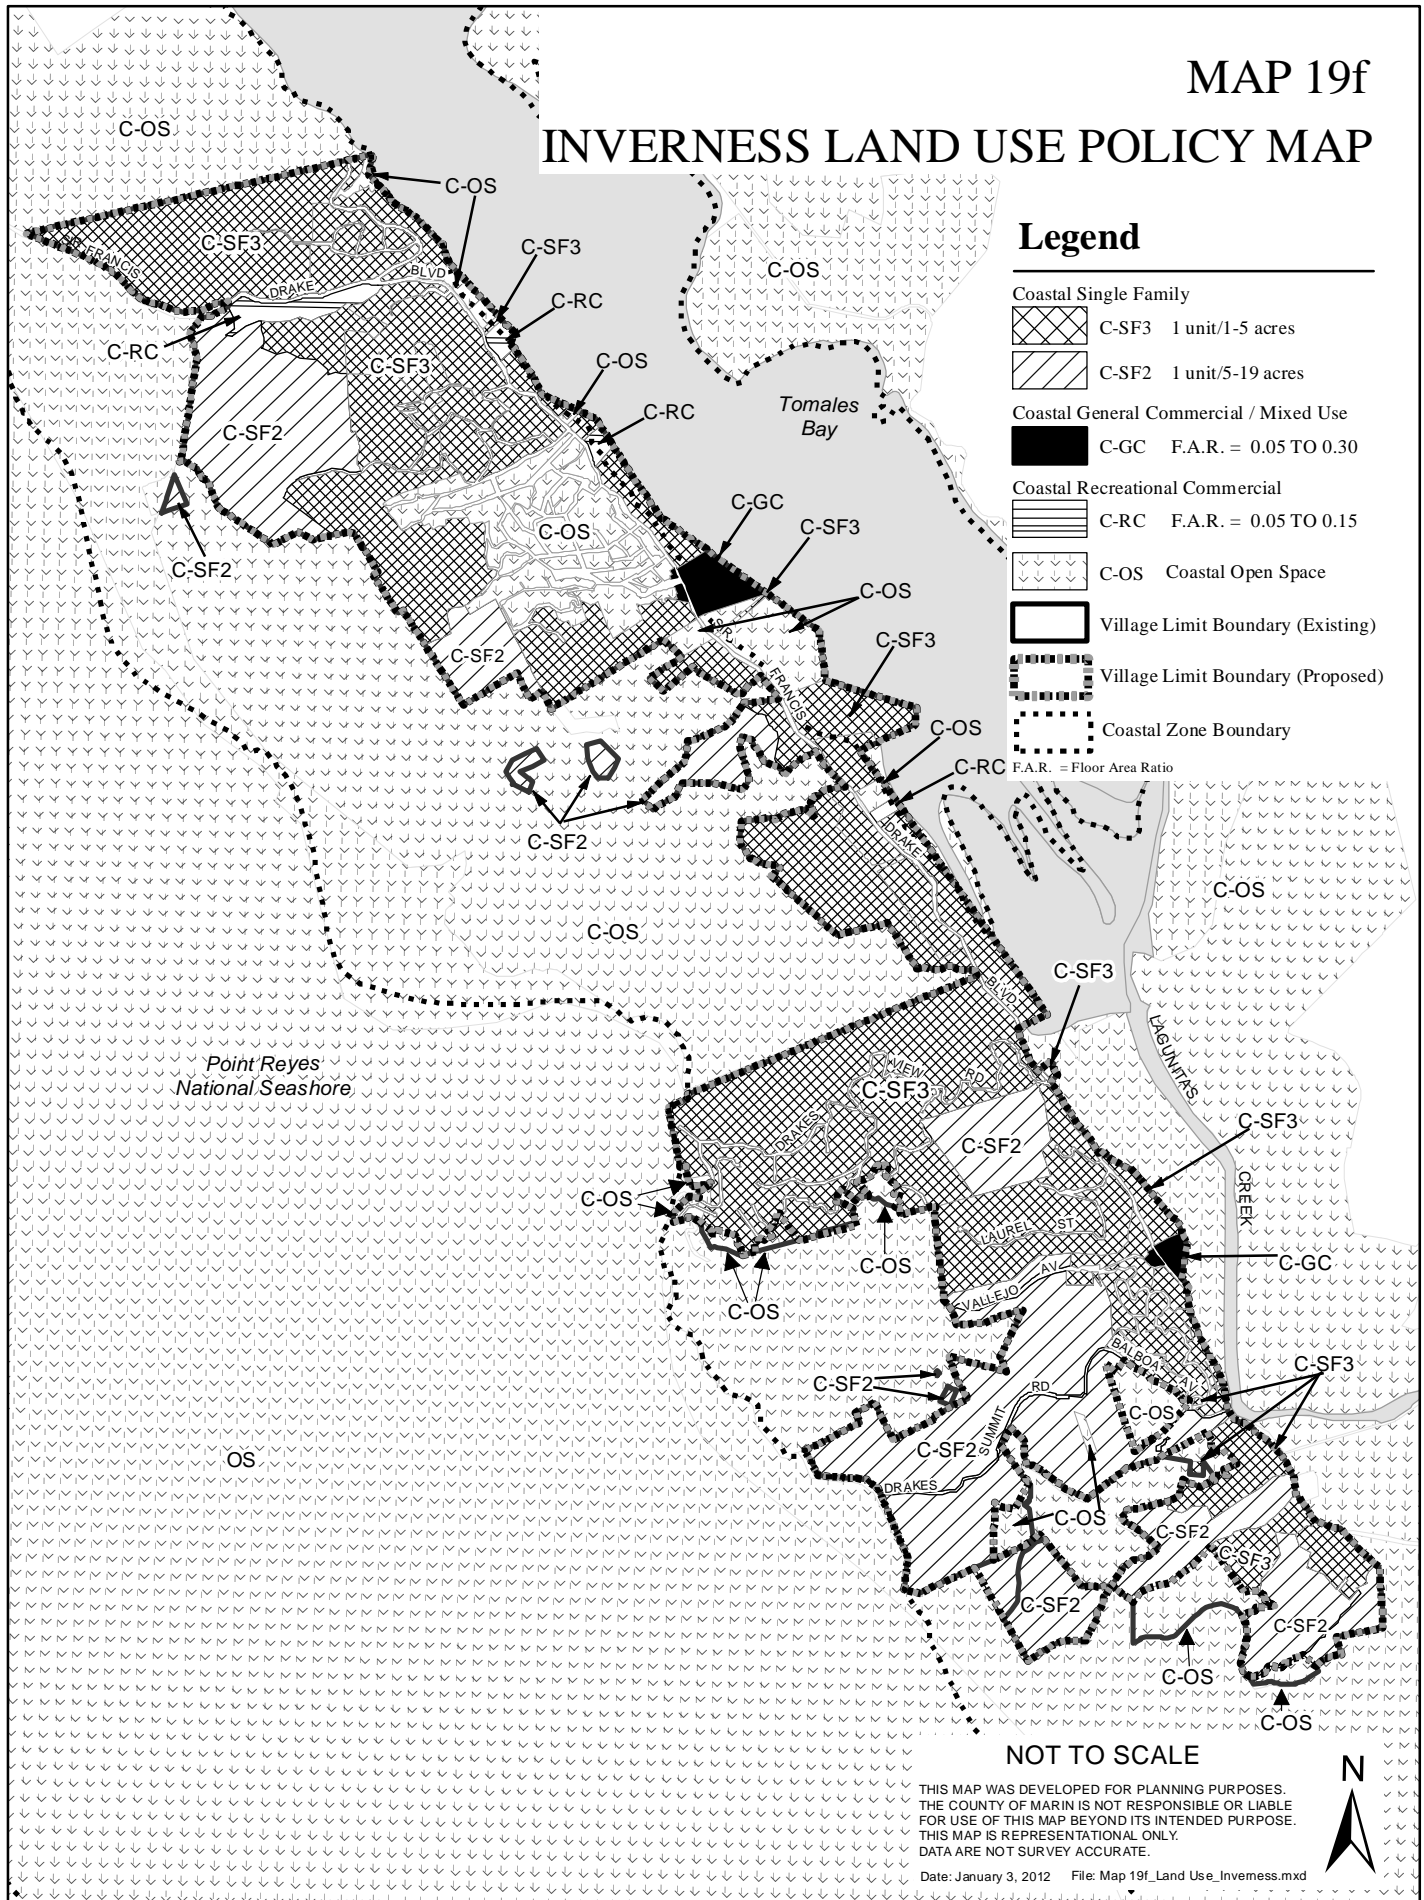 MAP 19f
INVERNESS LAND USE POLICY MAP
Legend
Coastal Single Family
C-SF3 1 unit/1-5 acres
C-SF2 1 unit/5-19 acres
Coastal General Commercial / Mixed Use
C-GC F.A.R. = 0.05 TO 0.30
Coastal Recreational Commercial
C-RC F.A.R. = 0.05 TO 0.15
C-OS Coastal Open Space
Village Limit Boundary (Existing)
Village Limit Boundary (Proposed)
Coastal Zone Boundary
F.A.R. = Floor Area Ratio
C-OS
C-OS
C-SF3
SIR FRANCIS
DRAKE
BLVD
C-SF3
C-OS
C-RC
C-RC
C-SF3
C-OS
Tomales
Bay
C-RC
C-SF2
C-GC
C-SF3
C-OS
C-SF2
C-OS
C-SF3
SIR
FRANCIS
C-SF2
C-OS
C-RC
DRAKE
C-SF2
C-OS
C-OS
C-SF3
BLVD
LAGUNITAS
CREEK
Point Reyes
National Seashore
VIEW
RD
C-SF3
DRAKES
C-SF2
C-SF3
C-OS
LAUREL ST
C-OS
C-GC
AV
VALLEJO
C-OS
BALBOA
AV
C-SF3
C-SF2
RD
SUMMIT
C-OS
C-SF2
OS
DRAKES
C-OS
C-SF2
C-SF3
C-SF2
C-SF2
C-OS
C-OS
NOT TO SCALE
THIS MAP WAS DEVELOPED FOR PLANNING PURPOSES.
THE COUNTY OF MARIN IS NOT RESPONSIBLE OR LIABLE
FOR USE OF THIS MAP BEYOND ITS INTENDED PURPOSE.
THIS MAP IS REPRESENTATIONAL ONLY.
DATA ARE NOT SURVEY ACCURATE.
Date: January 3, 2012 File: Map 19f_Land Use_Inverness.mxd
N